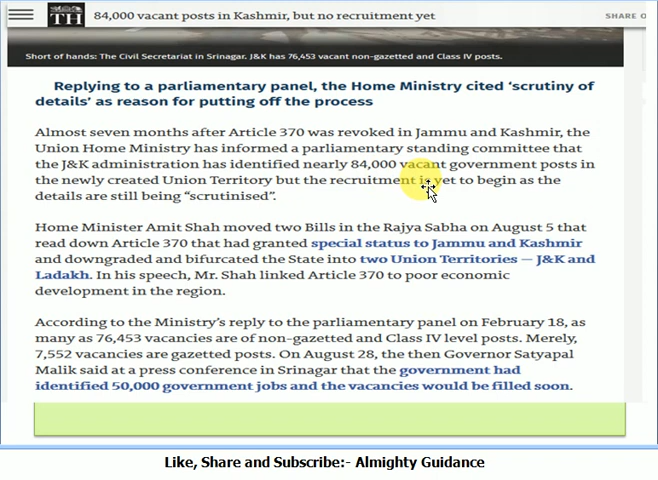 TH
84,000 vacant posts in Kashmir, but no recruitment yet
SHARE O
Short of hands: The Civil Secretariat in Srinagar. J&K has 76,453 vacant non-gazetted and Class IV posts.
Replying to a parliamentary panel, the Home Ministry cited ‘scrutiny of
details’ as reason for putting off the process
Almost seven months after Article 370 was revoked in Jammu and Kashmir, the
Union Home Ministry has informed a parliamentary standing committee that
the J&K administration has identified nearly 84,000 vacant government posts in
the newly created Union Territory but the recruitment is yet to begin as the
details are still being “scrutinised”.
Home Minister Amit Shah moved two Bills in the Rajya Sabha on August 5 that
read down Article 370 that had granted special status to Jammu and Kashmir
and downgraded and bifurcated the State into two Union Territories — J&K and
Ladakh. In his speech, Mr. Shah linked Article 370 to poor economic
development in the region.
According to the Ministry’s reply to the parliamentary panel on February 18, as
many as 76,453 vacancies are of non-gazetted and Class IV level posts. Merely,
7,552 vacancies are gazetted posts. On August 28, the then Governor Satyapal
Malik said at a press conference in Srinagar that the government had
identified 50,000 government jobs and the vacancies would be filled soon.
Like, Share and Subscribe:- Almighty Guidance